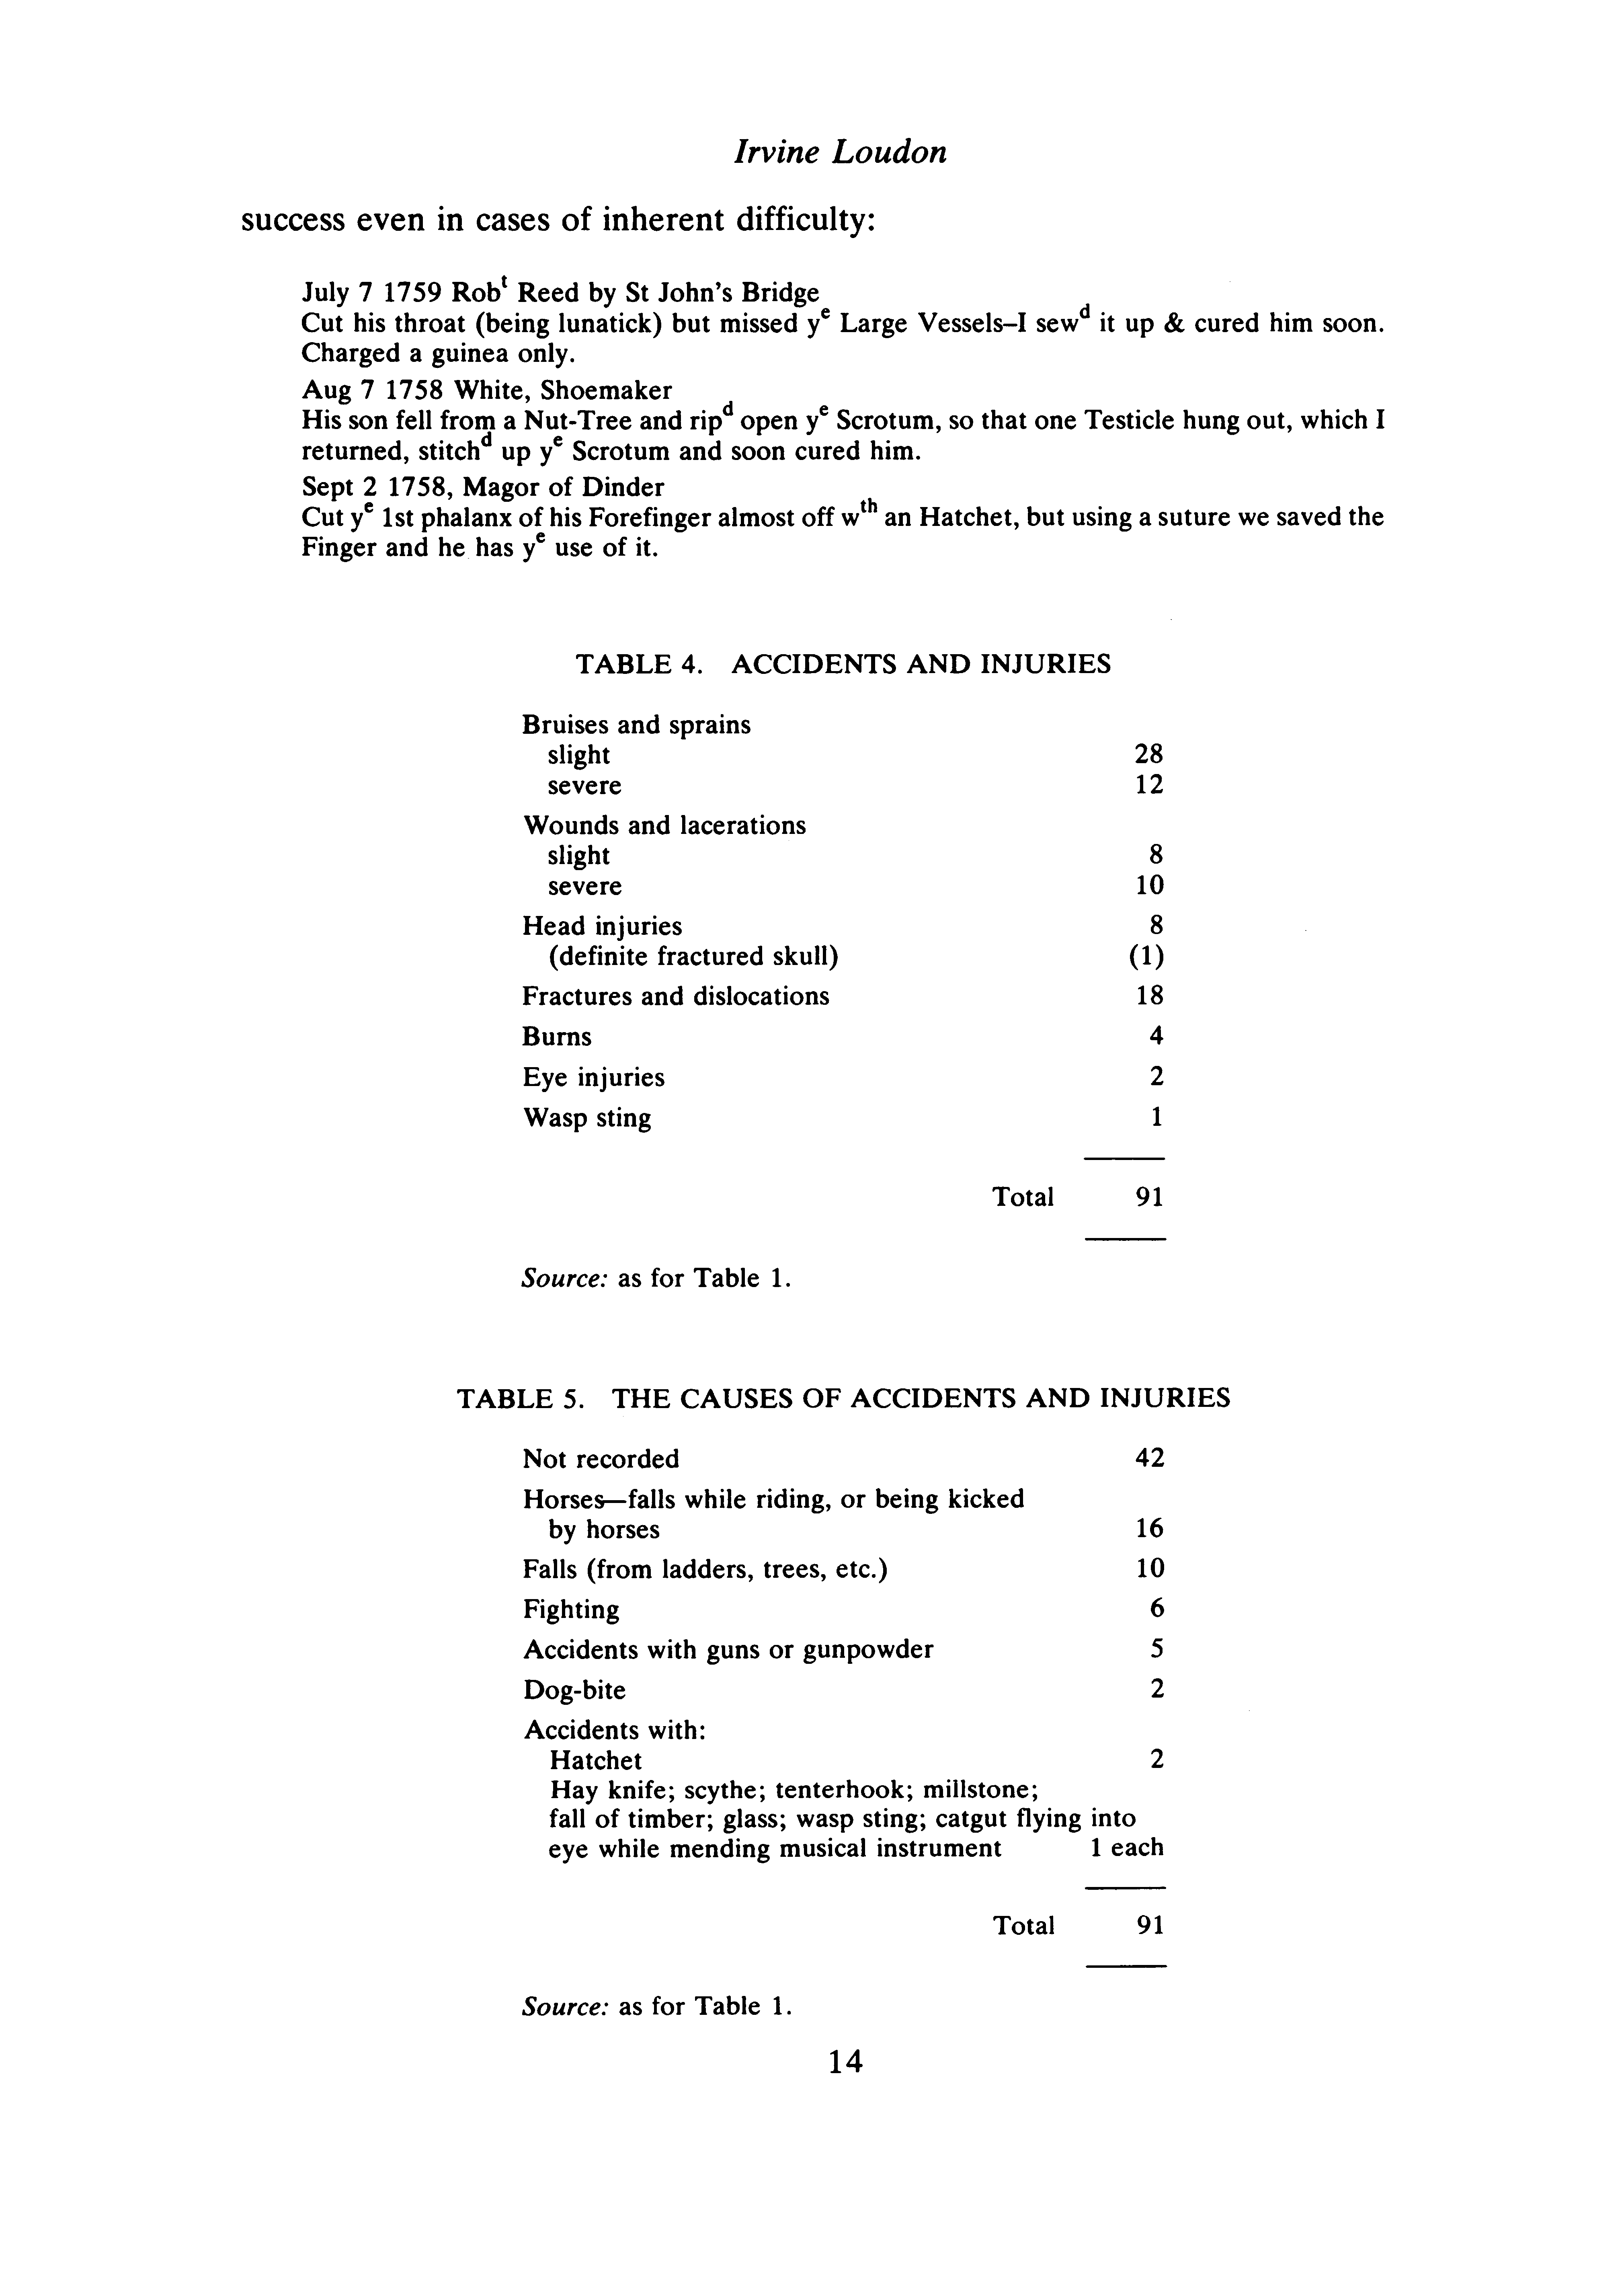 Irvine Loudon
success even in cases of inherent difficulty:
July 7 1759 Robᵗ Reed by St John's Bridge
Cut his throat (being lunatick) but missed yᵉ Large Vessels–I sewᵈ it up & cured him soon.
Charged a guinea only.
Aug 7 1758 White, Shoemaker
His son fell from a Nut-Tree and ripᵈ open yᵉ Scrotum, so that one Testicle hung out, which I
returned, stitchᵈ up yᵉ Scrotum and soon cured him.
Sept 2 1758, Magor of Dinder
Cut yᵉ 1st phalanx of his Forefinger almost off wᵗʰ an Hatchet, but using a suture we saved the
Finger and he has yᵉ use of it.
TABLE 4. ACCIDENTS AND INJURIES
Bruises and sprains
slight 28
severe 12
Wounds and lacerations
slight 8
severe 10
Head injuries 8
(definite fractured skull) (1)
Fractures and dislocations 18
Burns 4
Eye injuries 2
Wasp sting 1
Total 91
Source: as for Table 1.
TABLE 5. THE CAUSES OF ACCIDENTS AND INJURIES
Not recorded 42
Horses—falls while riding, or being kicked
by horses 16
Falls (from ladders, trees, etc.) 10
Fighting 6
Accidents with guns or gunpowder 5
Dog-bite 2
Accidents with:
Hatchet 2
Hay knife; scythe; tenterhook; millstone;
fall of timber; glass; wasp sting; catgut flying into
eye while mending musical instrument 1 each
Total 91
Source: as for Table 1.
14